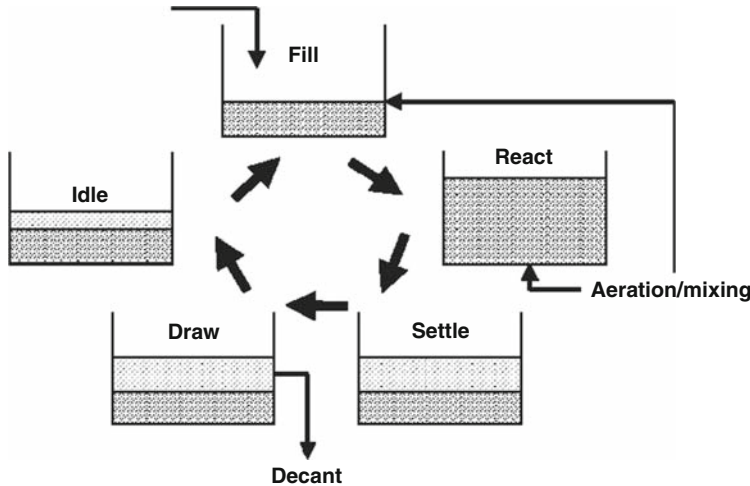 Fill
React
Idle
Aeration/mixing
Draw
Settle
Decant